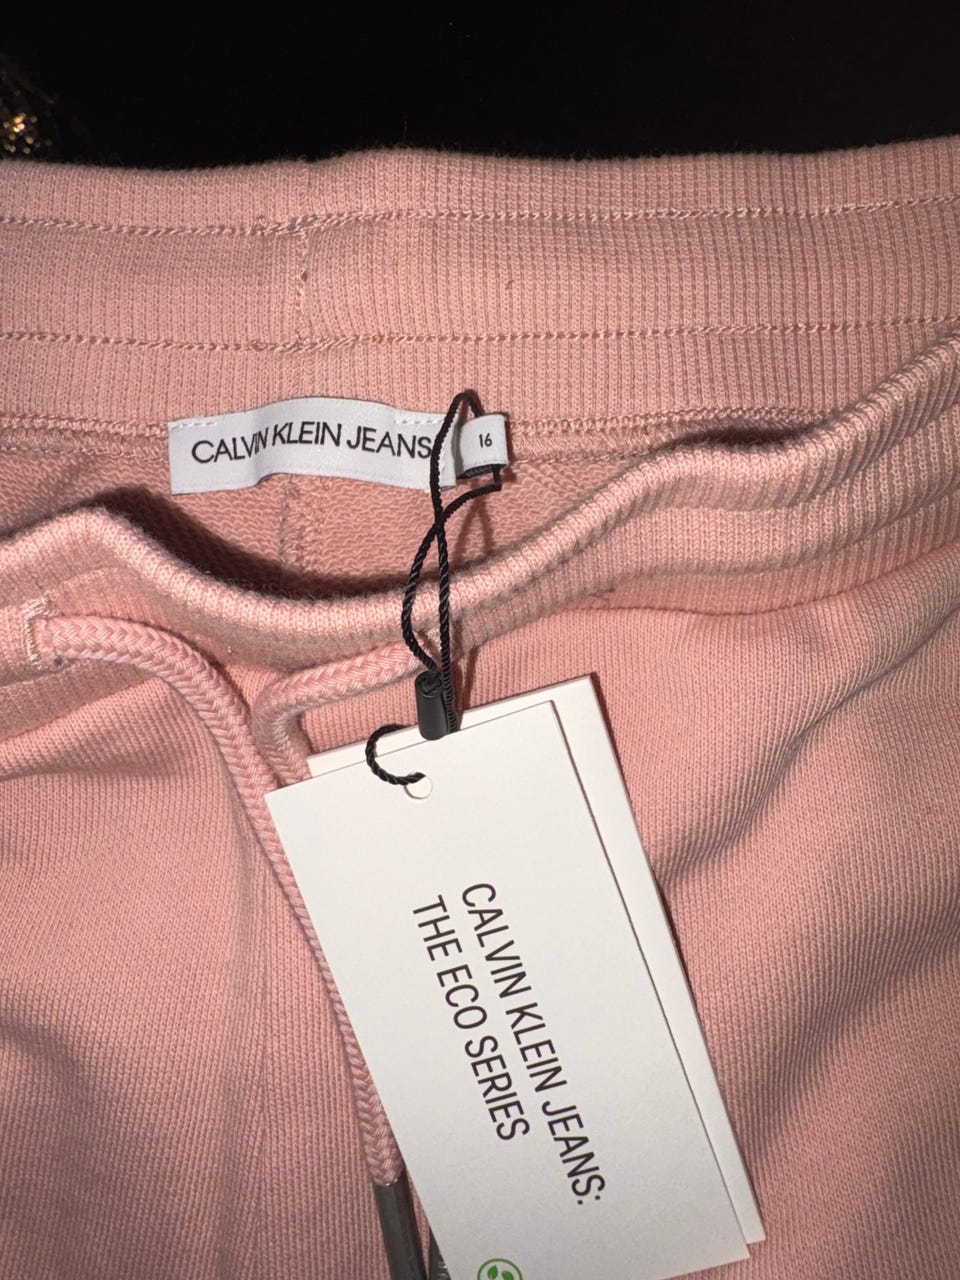 CALVIN KLEIN JEANS
16
CALVIN KLEIN JEANS:
THE ECO SERIES